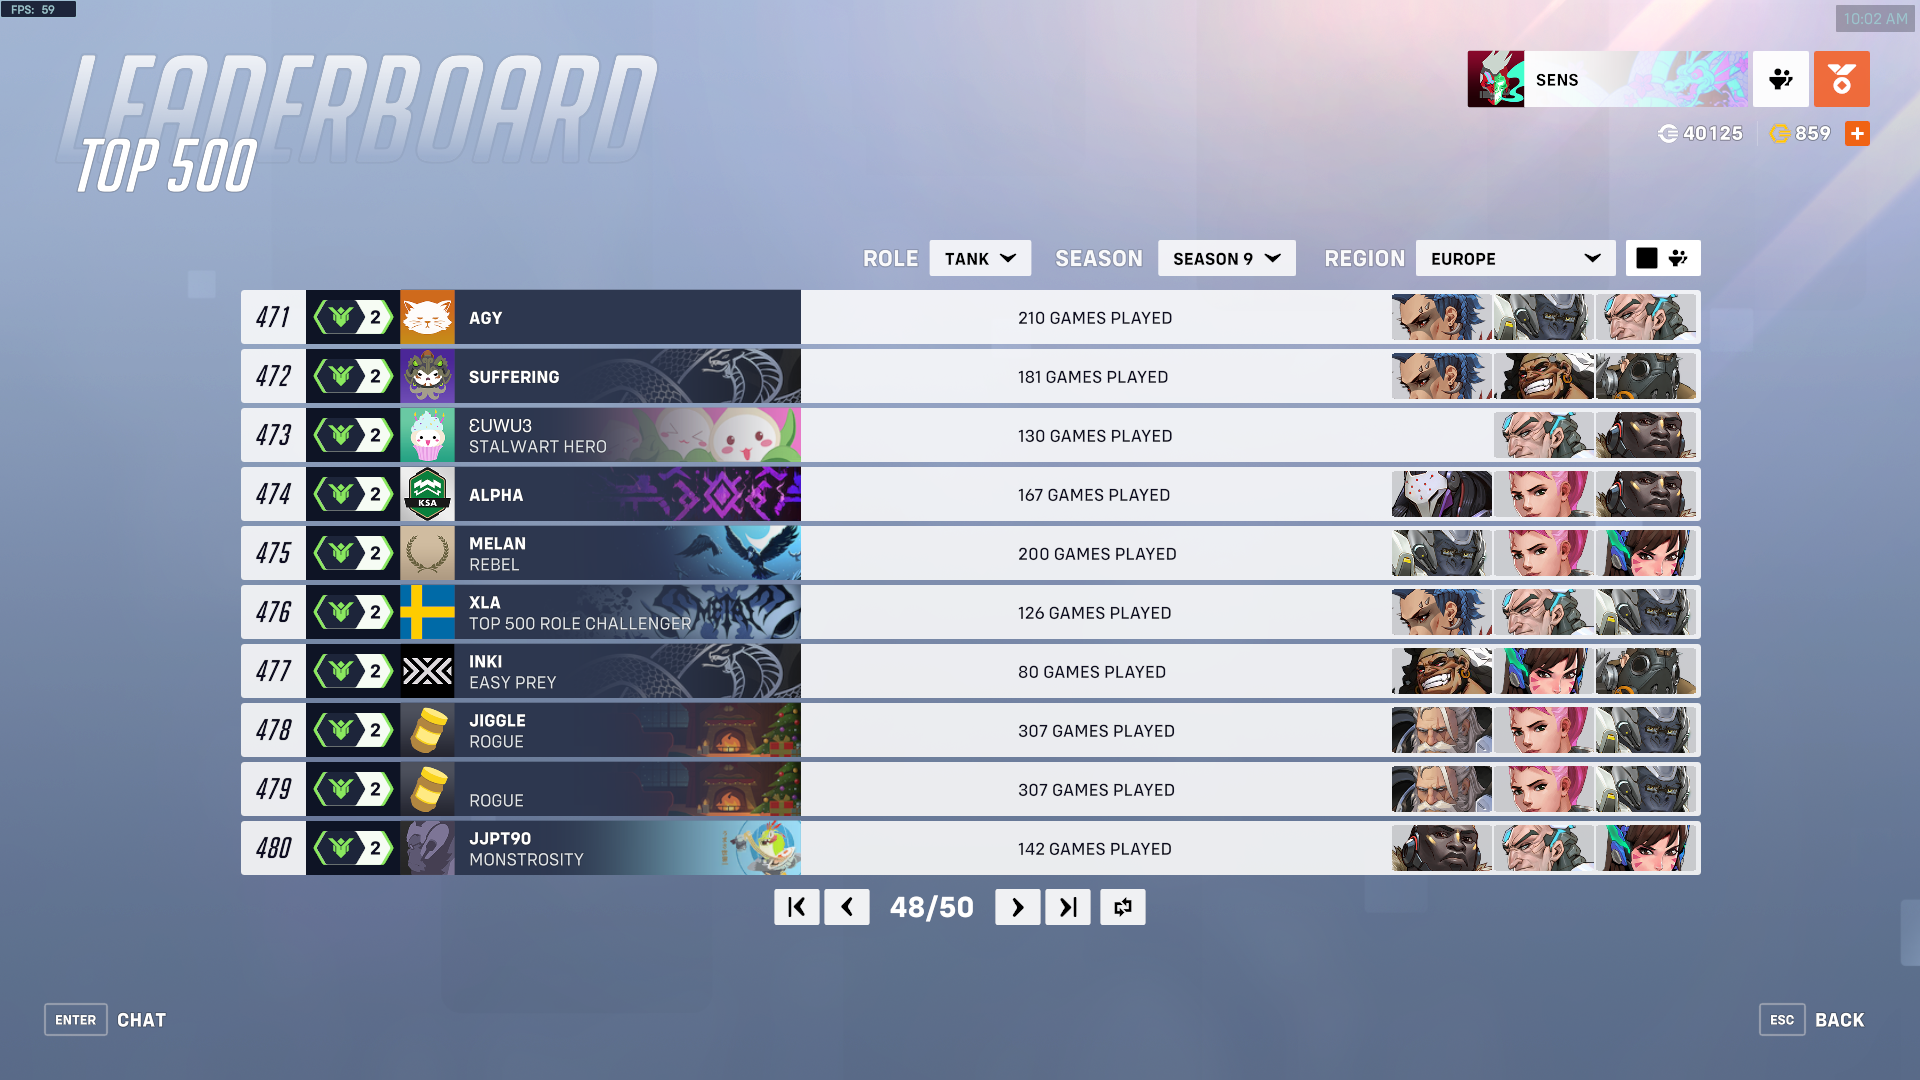 FPS: 59
10:02 AM
LEADERBOARD
TOP 500
SENS
40125
859
ROLE TANK SEASON SEASON 9 REGION EUROPE
471 2 AGY 210 GAMES PLAYED
472 2 SUFFERING 181 GAMES PLAYED
473 2 ƐUWU3 130 GAMES PLAYED
STALWART HERO
474 2 KSA ALPHA 167 GAMES PLAYED
475 2 MELAN 200 GAMES PLAYED
REBEL
476 2 XLA 126 GAMES PLAYED
TOP 500 ROLE CHALLENGER
477 2 INKI 80 GAMES PLAYED
EASY PREY
478 2 JIGGLE 307 GAMES PLAYED
ROGUE
479 2 307 GAMES PLAYED
ROGUE
480 2 JJPT90 142 GAMES PLAYED
MONSTROSITY
48/50
ENTER CHAT
ESC BACK